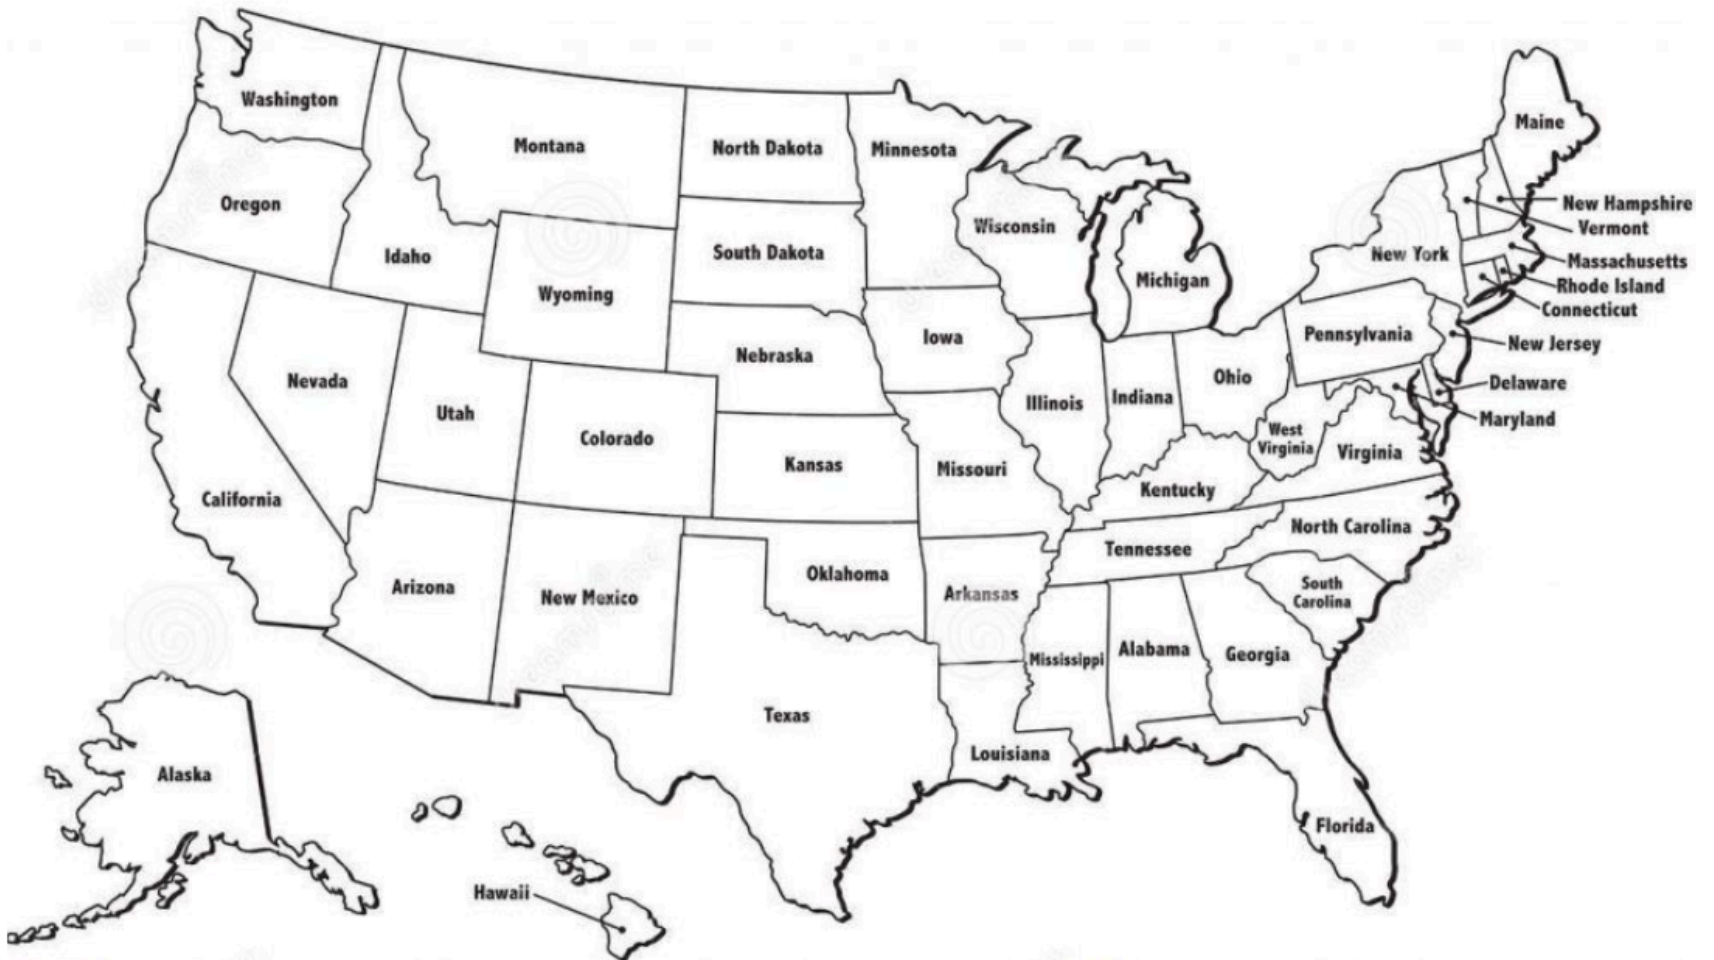 Washington
Maine
Montana
North Dakota
Minnesota
Oregon
New Hampshire
Vermont
Wisconsin
South Dakota
Idaho
New York
Massachusetts
Michigan
Rhode Island
Wyoming
Connecticut
Iowa
Pennsylvania
New Jersey
Nebraska
Nevada
Ohio
Delaware
Indiana
Illinois
Utah
Maryland
Colorado
West
Virginia
Virginia
Kansas
Missouri
Kentucky
California
North Carolina
Tennessee
Oklahoma
Arizona
New Mexico
Arkansas
South
Carolina
Mississippi
Alabama
Georgia
Texas
Louisiana
Alaska
Florida
Hawaii